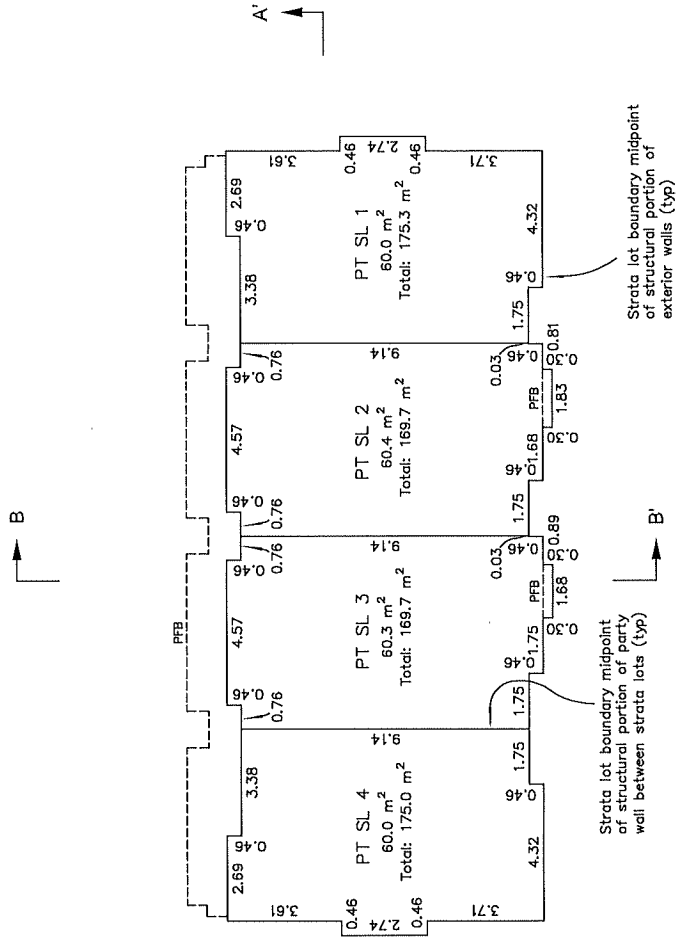 A'
B
PFB
2.69
0.46
3.38
0.76
0.46
4.57
0.46
0.76
0.76
0.46
4.57
0.46
0.76
3.38
0.46
2.69
3.61
0.46
2.74
0.46
3.71
PT SL 4
60.0 m²
Total: 175.0 m²
9.14
PT SL 3
60.3 m²
Total: 169.7 m²
9.14
PT SL 2
60.4 m²
Total: 169.7 m²
9.14
PT SL 1
60.0 m²
Total: 175.3 m²
3.61
0.46
2.74
0.46
3.71
4.32
0.46
1.75
1.75
0.46
1.75
0.30
PFB
1.68
0.30
0.89
0.46
0.03
1.75
0.46
1.68
0.30
PFB
1.83
0.30
0.81
0.46
0.03
1.75
0.46
4.32
B'
Strata lot boundary midpoint
of structural portion of party
wall between strata lots (typ)
Strata lot boundary midpoint
of structural portion of
exterior walls (typ)